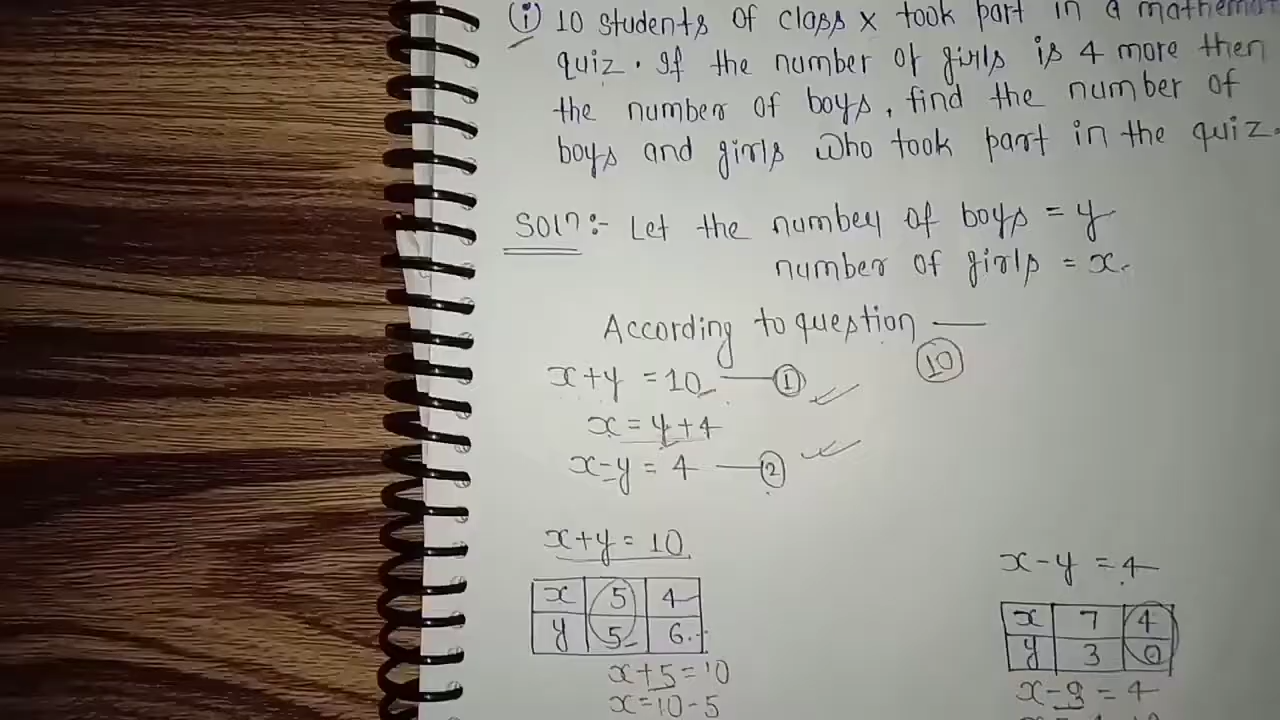 (i) 10 students of class x took part in a
quiz. If the number of girls is 4 more then
the number of boys, find the number of
boys and girls who took part in the quiz.
Sol?:- Let the number of boys = y
number of girls = x.
According to question —
10
x+y = 10 — 1
x = y+4
x-y = 4 — 2
x+y = 10
x 5 4
y 5 6
x+5 = 10
x = 10-5
x-y = 4
x 7 4
y 3 0
x-3 = 4